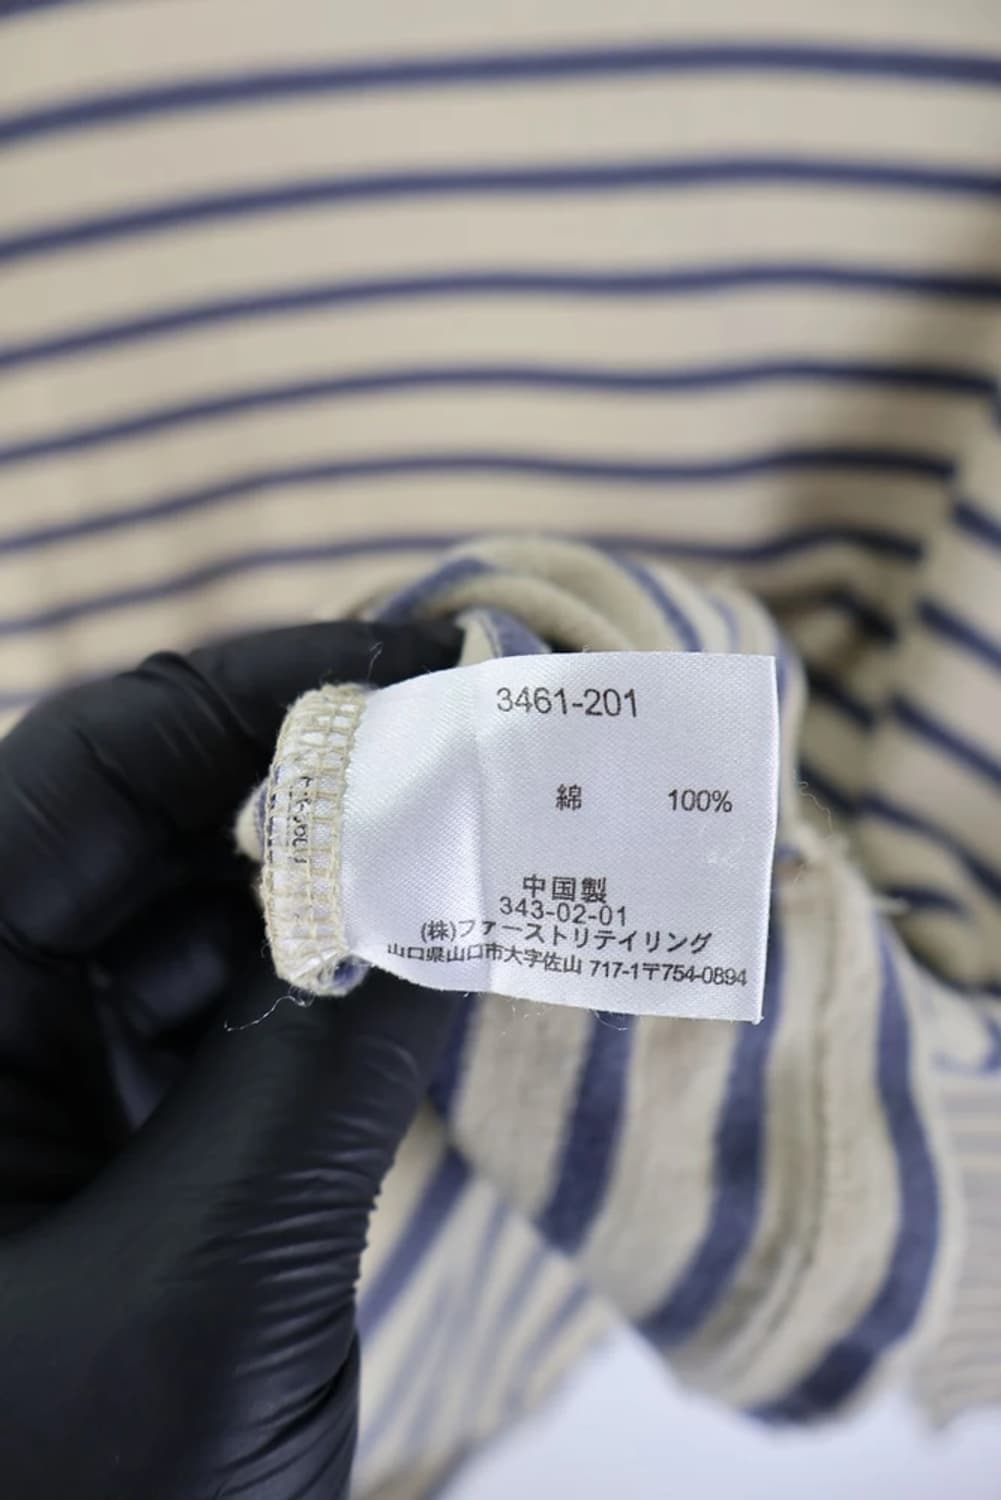 3461-201
綿 100%
中国製
343-02-01
(株)ファーストリテイリング
山口県山口市大字佐山 717-1〒754-0894